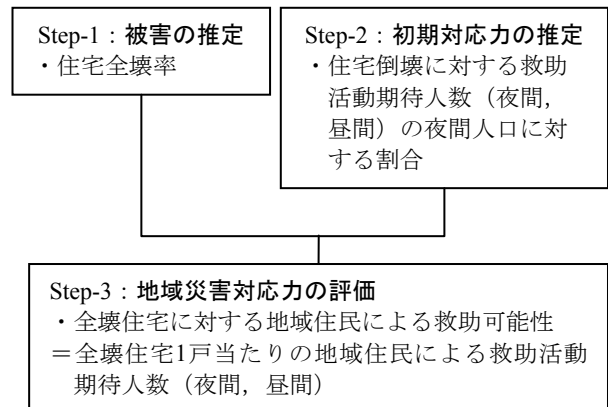 Step-1：被害の推定
・住宅全壊率
Step-2：初期対応力の推定
・住宅倒壊に対する救助
活動期待人数（夜間，
昼間）の夜間人口に対
する割合
Step-3：地域災害対応力の評価
・全壊住宅に対する地域住民による救助可能性
＝全壊住宅1戸当たりの地域住民による救助活動
期待人数（夜間，昼間）